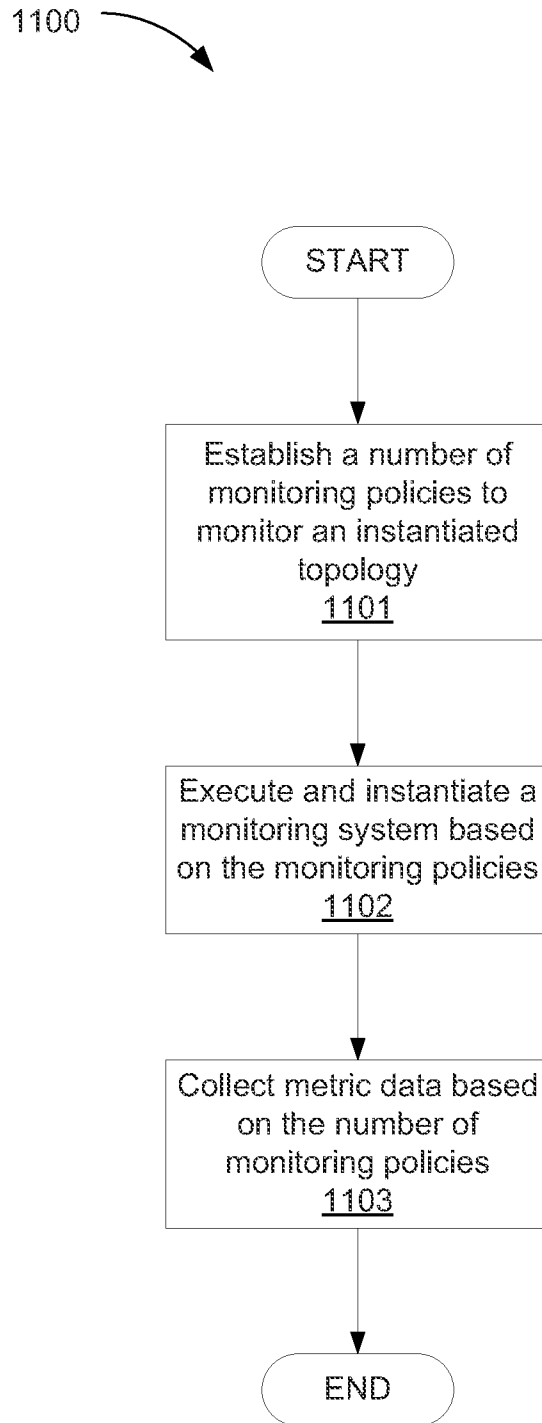 1100
START
Establish a number of
monitoring policies to
monitor an instantiated
topology
1101
Execute and instantiate a
monitoring system based
on the monitoring policies
1102
Collect metric data based
on the number of
monitoring policies
1103
END